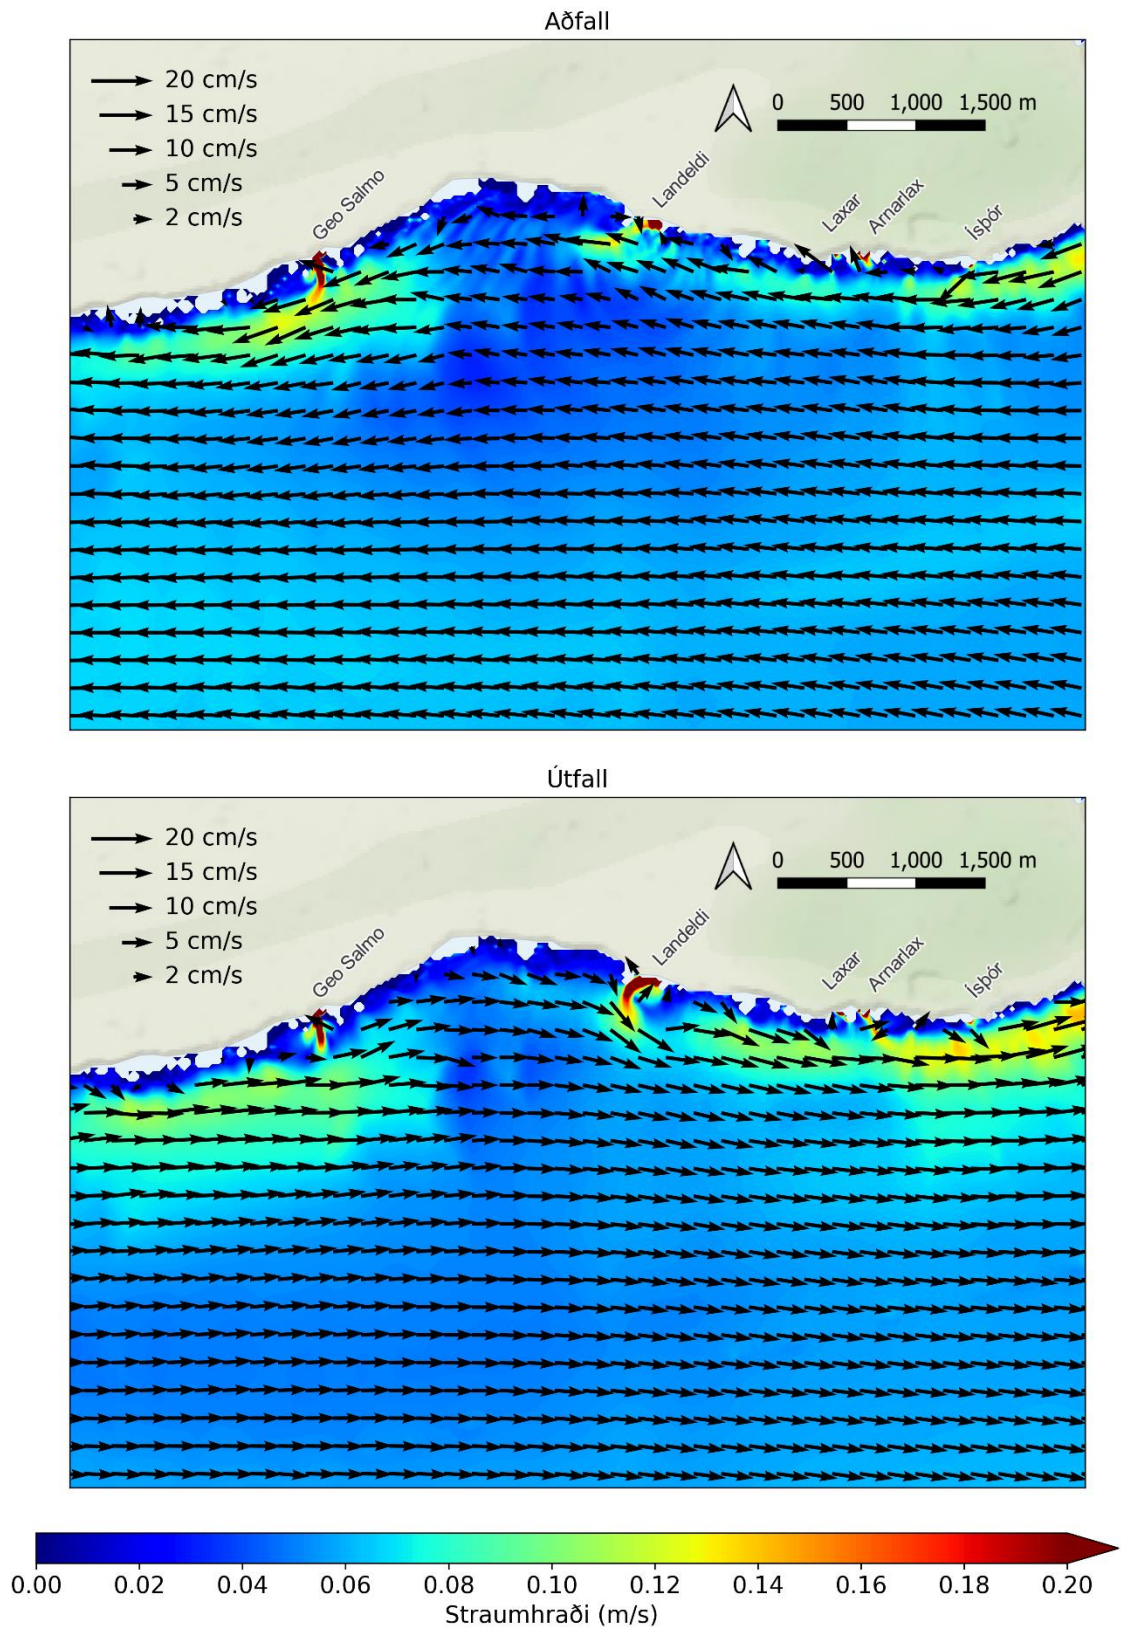 Aðfall
20 cm/s
15 cm/s
10 cm/s
5 cm/s
2 cm/s
0 500 1,000 1,500 m
Geo Salmo
Landeldi
Laxar
Arnarlax
Ísþór
Útfall
20 cm/s
15 cm/s
10 cm/s
5 cm/s
2 cm/s
0 500 1,000 1,500 m
Geo Salmo
Landeldi
Laxar
Arnarlax
Ísþór
0.00 0.02 0.04 0.06 0.08 0.10 0.12 0.14 0.16 0.18 0.20
Straumhraði (m/s)